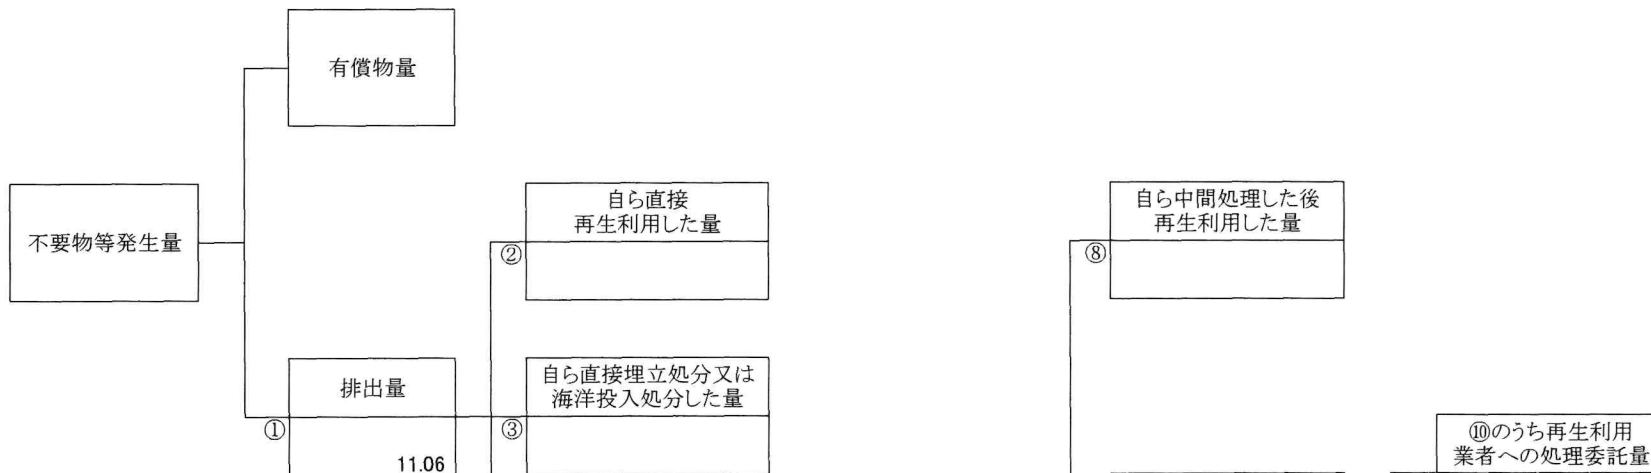 有償物量
不要物等発生量
自ら直接
再生利用した量
②
自ら中間処理した後
再生利用した量
⑧
排出量
①
11.06
自ら直接埋立処分又は
海洋投入処分した量
③
⑩のうち再生利用
業者への処理委託量